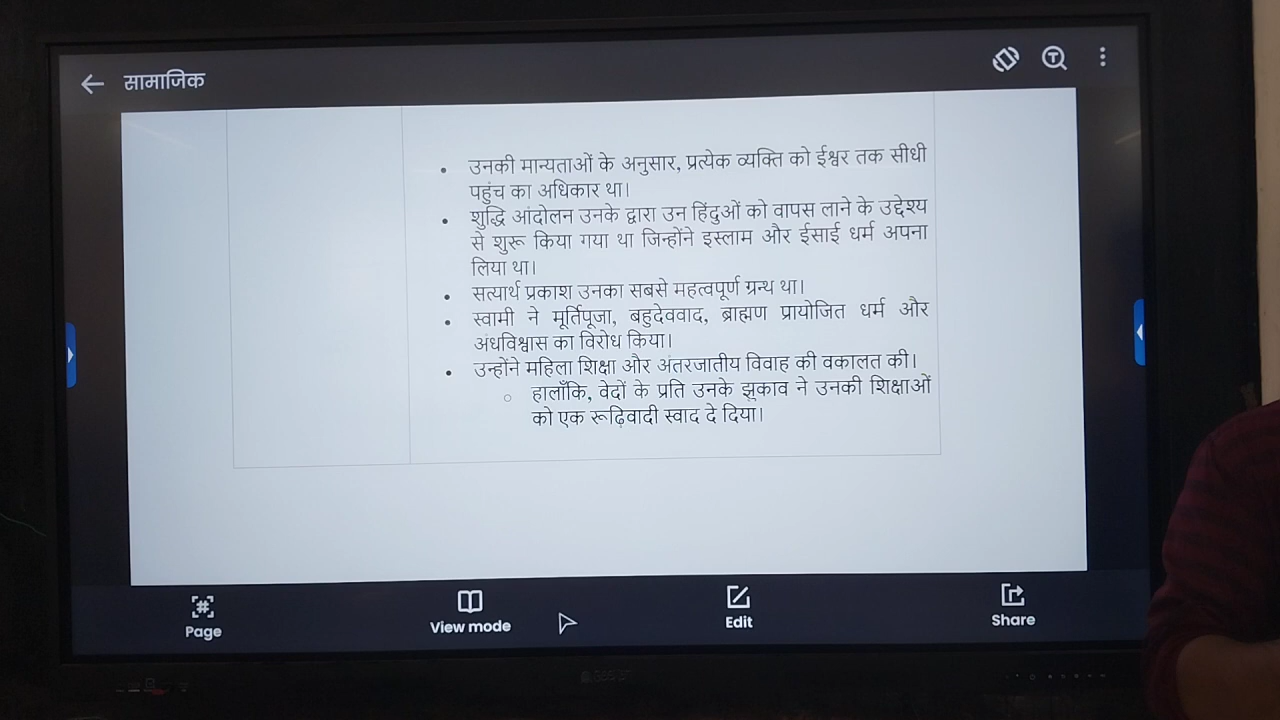 सामाजिक
उनकी मान्यताओं के अनुसार, प्रत्येक व्यक्ति को ईश्वर तक सीधी
पहुंच का अधिकार था।
शुद्धि आंदोलन उनके द्वारा उन हिंदुओं को वापस लाने के उद्देश्य
से शुरू किया गया था जिन्होंने इस्लाम और ईसाई धर्म अपना
लिया था।
सत्यार्थ प्रकाश उनका सबसे महत्वपूर्ण ग्रन्थ था।
स्वामी ने मूर्तिपूजा, बहुदेववाद, ब्राह्मण प्रायोजित धर्म और
अंधविश्वास का विरोध किया।
उन्होंने महिला शिक्षा और अंतरजातीय विवाह की वकालत की।
हालाँकि, वेदों के प्रति उनके झुकाव ने उनकी शिक्षाओं
को एक रूढ़िवादी स्वाद दे दिया।
Page
View mode
Edit
Share